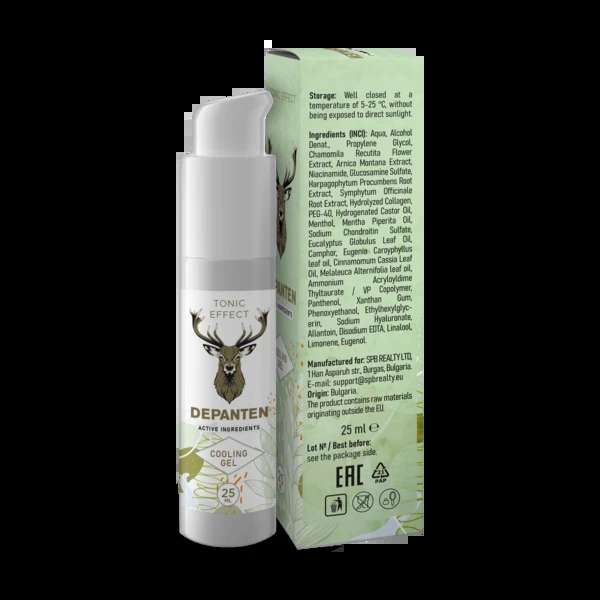 TONIC
EFFECT
DEPANTEN
ACTIVE INGREDIENTS
COOLING
GEL
25
ML
TONIC EFFECT
DEPANTEN
Storage: Well closed at a
temperature of 5-25 °C, without
being exposed to direct sunlight.
Ingredients (INCI): Aqua, Alcohol
Denat., Propylene Glycol,
Chamomila Recutita Flower
Extract, Arnica Montana Extract,
Niacinamide, Glucosamine Sulfate,
Harpagophytum Procumbens Root
Extract, Symphytum Officinale
Root Extract, Hydrolyzed Collagen,
PEG-40, Hydrogenated Castor Oil,
Menthol, Mentha Piperita Oil,
Sodium Chondroitin Sulfate,
Eucalyptus Globulus Leaf Oil,
Camphor, Eugenia Caroyphyllus
leaf oil, Cinnamomum Cassia Leaf
Oil, Melaleuca Alternifolia leaf oil,
Ammonium Acryloyldime
Thyltaurate / VP Copolymer,
Panthenol, Xanthan Gum,
Phenoxyethanol, Ethylhexylglyc-
erin, Sodium Hyaluronate,
Allantoin, Disodium EDTA, Linalool,
Limonene, Eugenol.
Manufactured for: SPB REALTY LTD,
1 Han Asparuh str., Burgas, Bulgaria.
E-mail: support@spbrealty.eu
Origin: Bulgaria.
The product contains raw materials
originating outside the EU
25 ml ℮
Lot № / Best before:
see the package side.
EAC
21
PAP